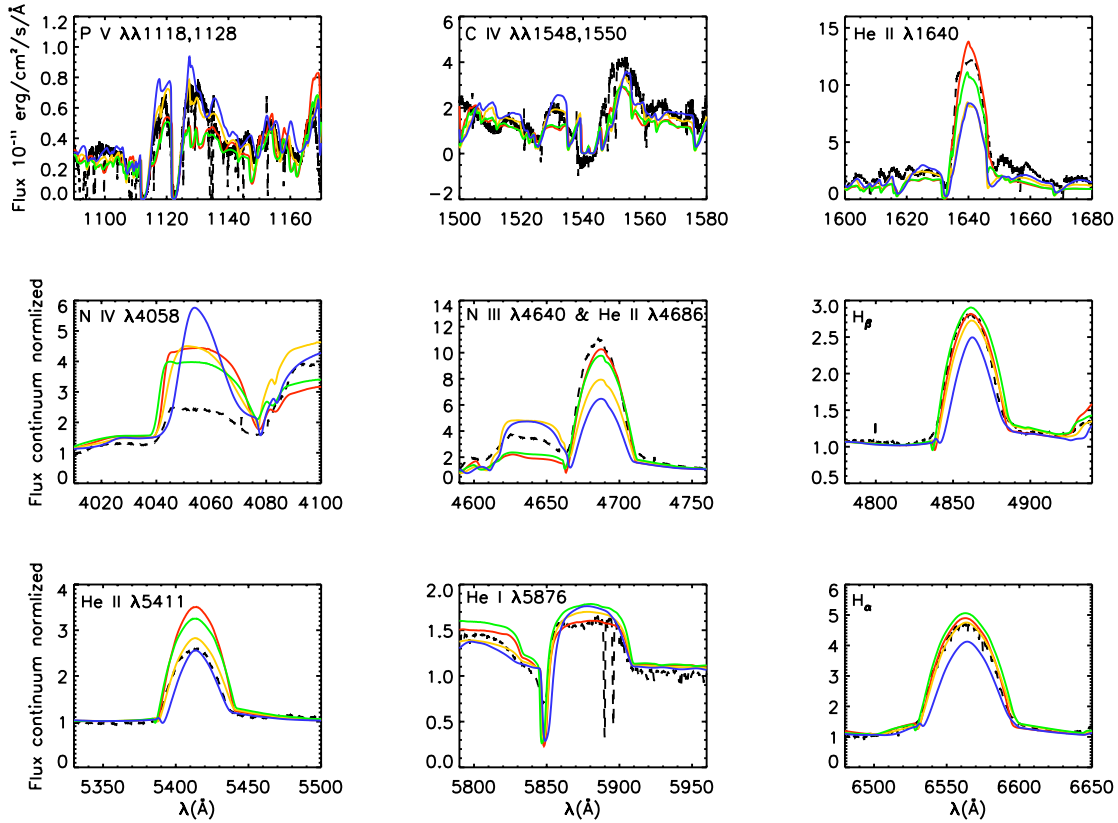 Flux 10⁻¹¹ erg/cm²/s/Å
P V λλ1118,1128
1.2
1.0
0.8
0.6
0.4
0.2
0.0
1100 1120 1140 1160
C IV λλ1548,1550
6
4
2
0
−2
1500 1520 1540 1560 1580
He II λ1640
15
10
5
0
1600 1620 1640 1660 1680
Flux continuum normlized
N IV λ4058
6
5
4
3
2
1
0
4020 4040 4060 4080 4100
N III λ4640 & He II λ4686
14
12
10
8
6
4
2
0
4600 4650 4700 4750
Hβ
3.0
2.5
2.0
1.5
1.0
0.5
4800 4850 4900
Flux continuum normlized
He II λ5411
4
3
2
1
0
5350 5400 5450 5500
λ(Å)
He I λ5876
2.0
1.5
1.0
0.5
0.0
5800 5850 5900 5950
λ(Å)
Hα
6
5
4
3
2
1
0
6500 6550 6600 6650
λ(Å)